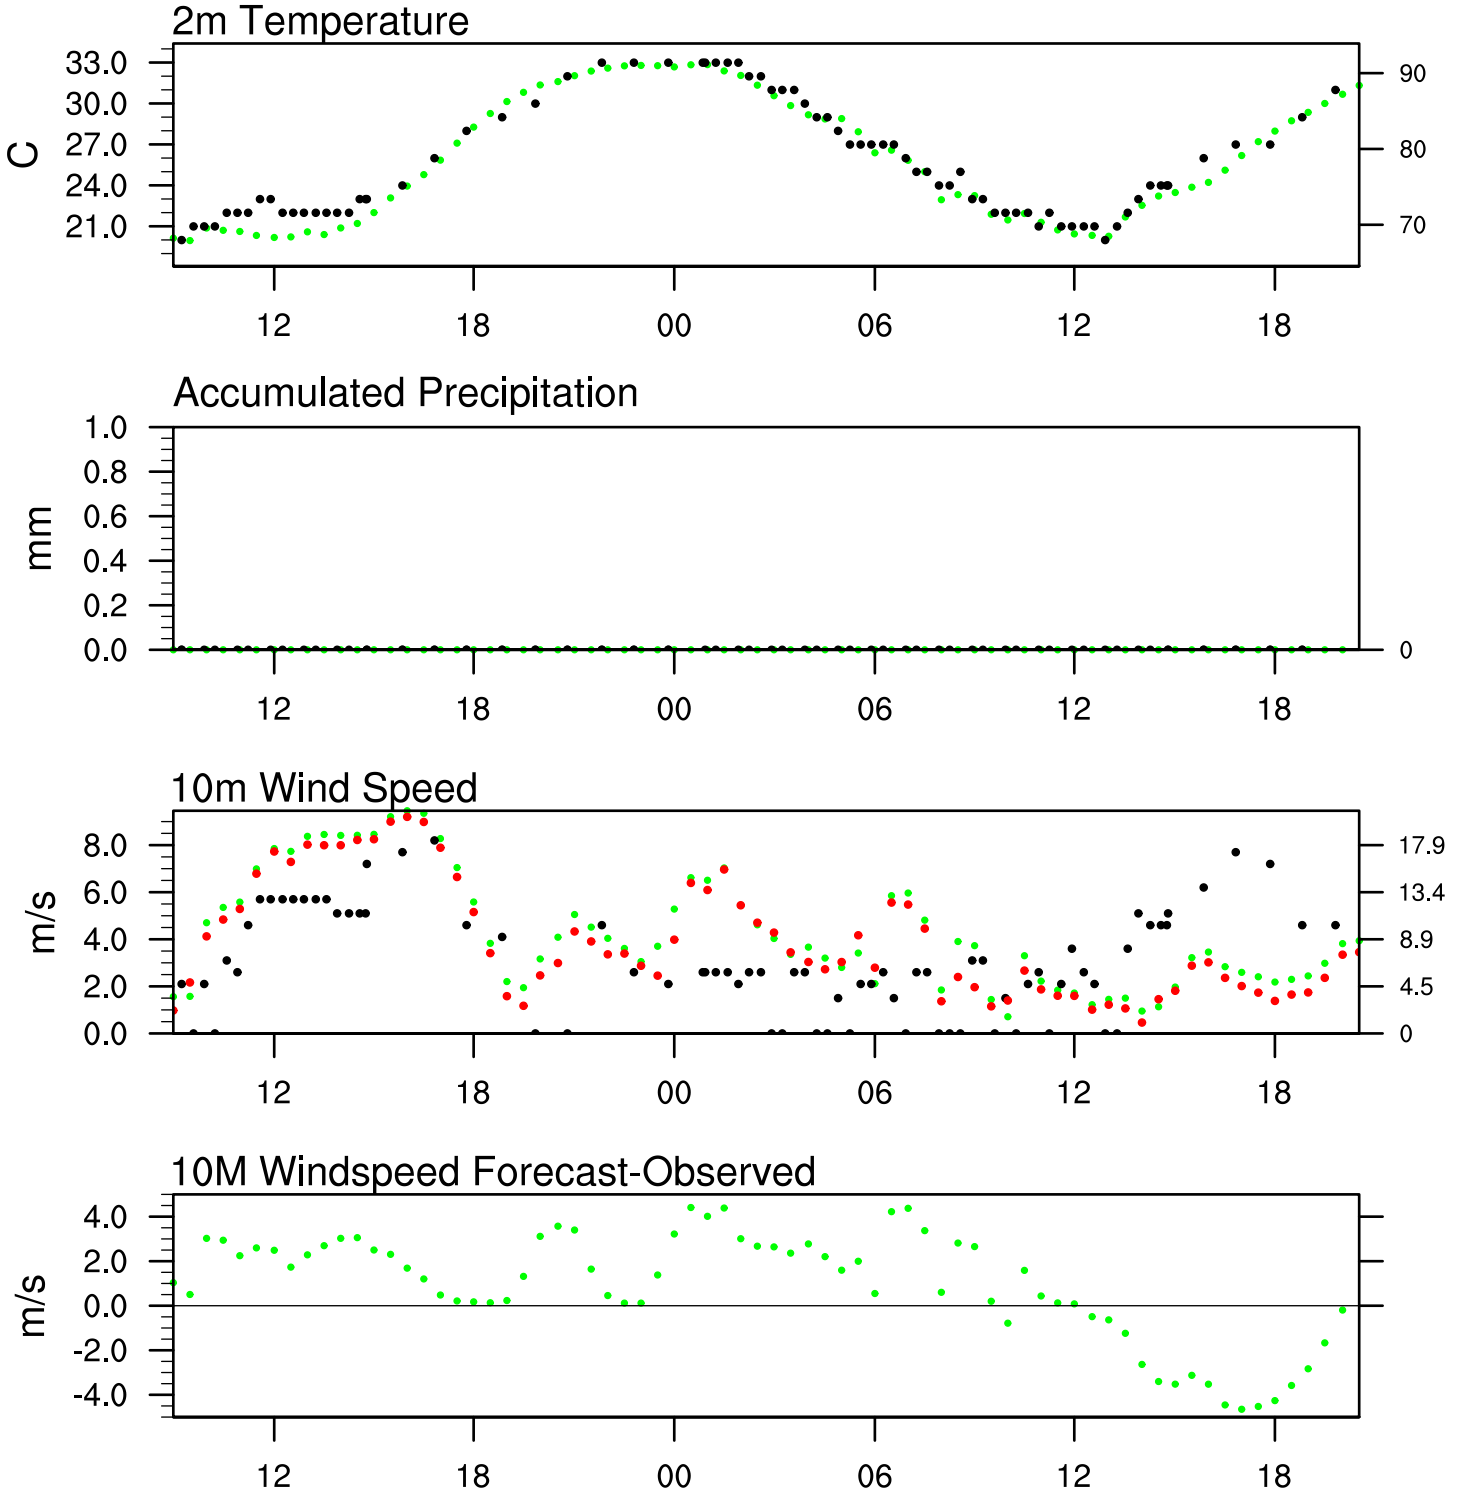 2m Temperature
33.0
30.0
27.0
24.0
21.0
C
90
80
70
12 18 00 06 12 18
Accumulated Precipitation
1.0
0.8
0.6
0.4
0.2
0.0
mm
0
12 18 00 06 12 18
10m Wind Speed
8.0
6.0
4.0
2.0
0.0
m/s
17.9
13.4
8.9
4.5
0
12 18 00 06 12 18
10M Windspeed Forecast-Observed
4.0
2.0
0.0
-2.0
-4.0
m/s
12 18 00 06 12 18